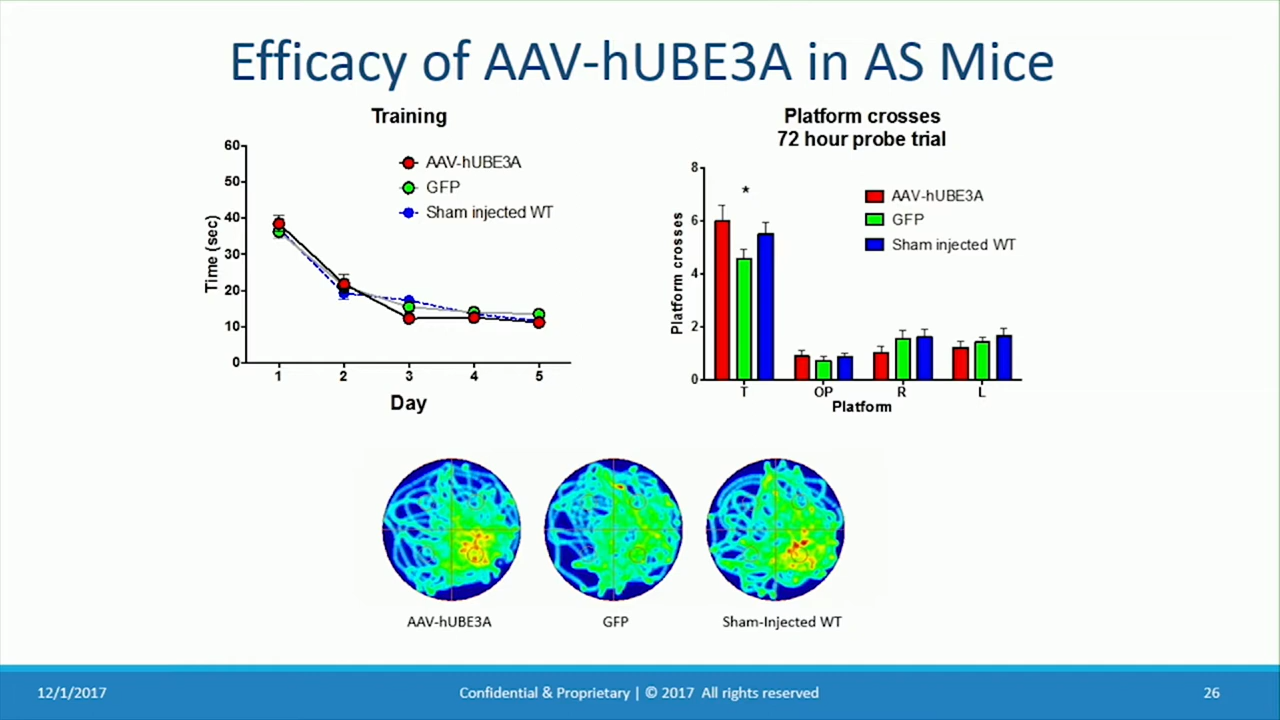 Efficacy of AAV-hUBE3A in AS Mice
Training
60
50
40
30
20
10
0
Time (sec)
AAV-hUBE3A
GFP
Sham injected WT
1 2 3 4 5
Day
Platform crosses
72 hour probe trial
8
6
4
2
0
Platform crosses
*
AAV-hUBE3A
GFP
Sham injected WT
T OP R L
Platform
AAV-hUBE3A GFP Sham-Injected WT
12/1/2017 Confidential & Proprietary | © 2017 All rights reserved 26